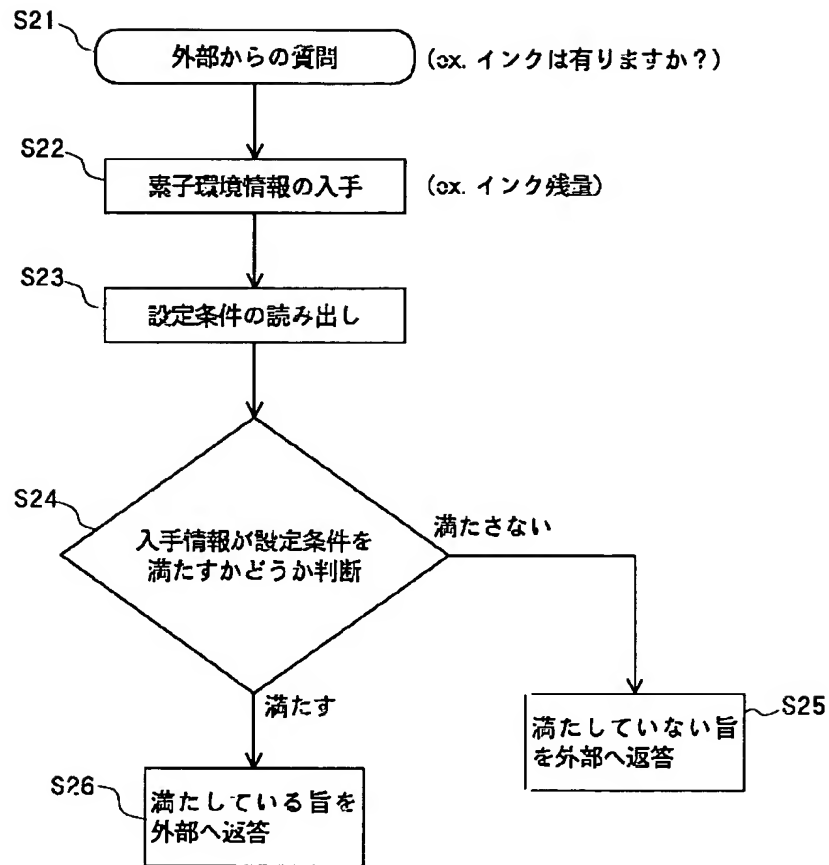 S21
外部からの質問
(ex. インクは有りますか？)
S22
素子環境情報の入手
(ex. インク残量)
S23
設定条件の読み出し
S24
入手情報が設定条件を
満たすかどうか判断
満たさない
満たす
S25
満たしていない旨
を外部へ返答
S26
満たしている旨を
外部へ返答